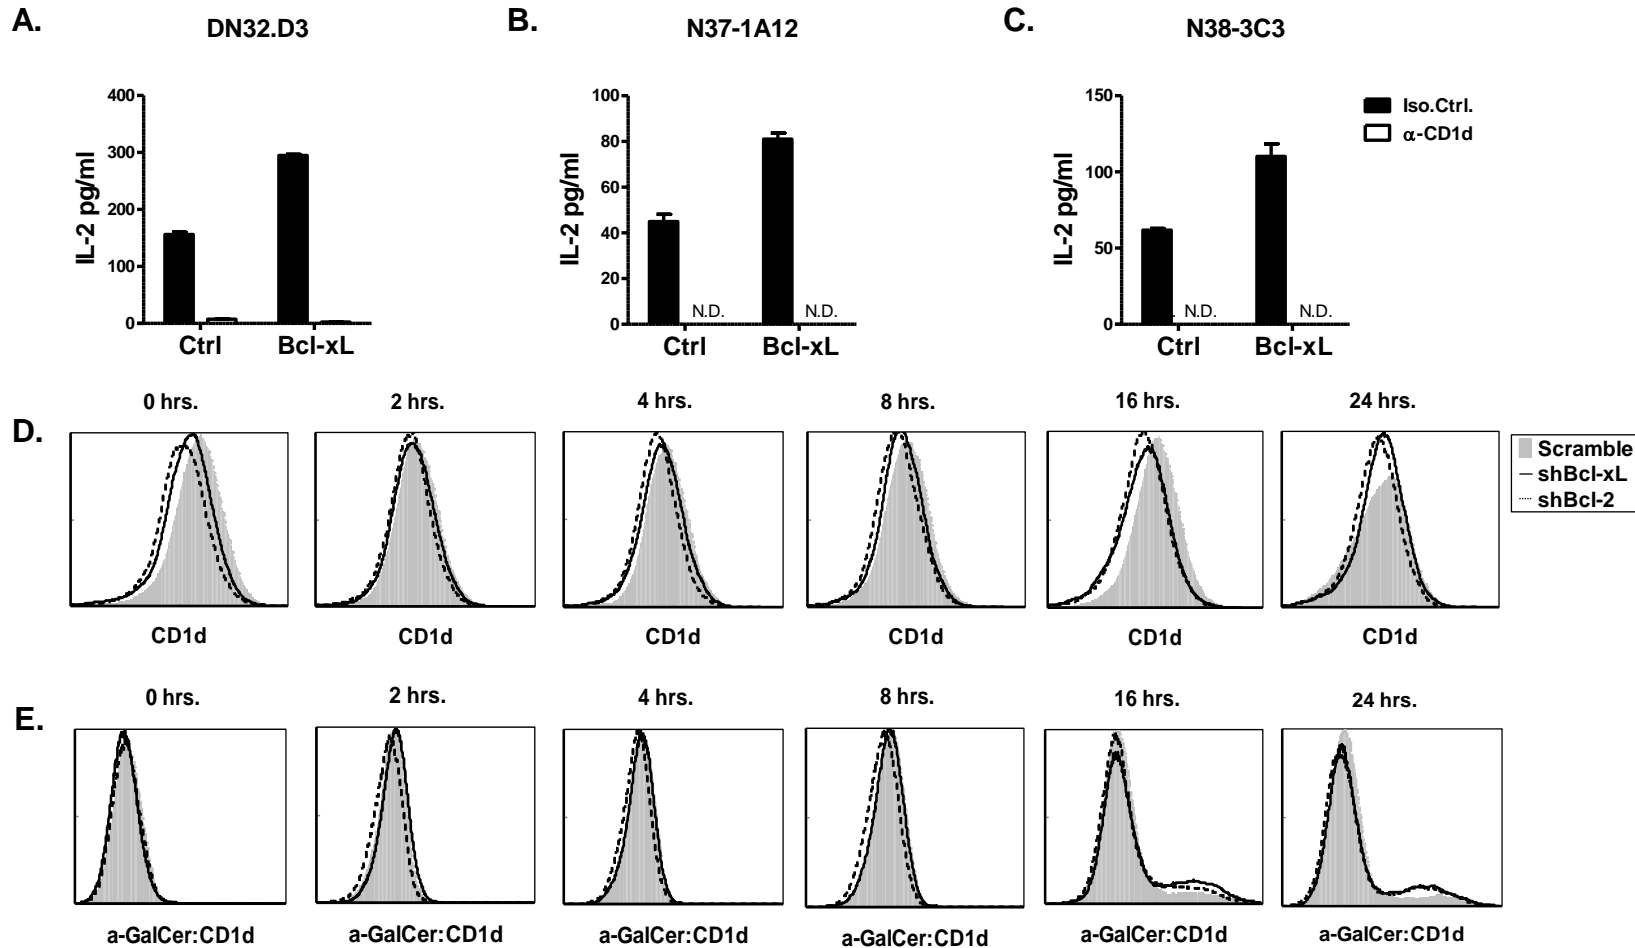 A. DN32.D3 B. N37-1A12 C. N38-3C3
400
300
200
100
0
IL-2 pg/ml
Ctrl Bcl-xL
100
80
60
40
20
0
IL-2 pg/ml
N.D. N.D.
Ctrl Bcl-xL
150
100
50
0
IL-2 pg/ml
N.D. N.D.
Ctrl Bcl-xL
Iso.Ctrl.
α-CD1d
D.
0 hrs. 2 hrs. 4 hrs. 8 hrs. 16 hrs. 24 hrs.
Scramble
shBcl-xL
shBcl-2
CD1d CD1d CD1d CD1d CD1d CD1d
E.
0 hrs. 2 hrs. 4 hrs. 8 hrs. 16 hrs. 24 hrs.
a-GalCer:CD1d a-GalCer:CD1d a-GalCer:CD1d a-GalCer:CD1d a-GalCer:CD1d a-GalCer:CD1d